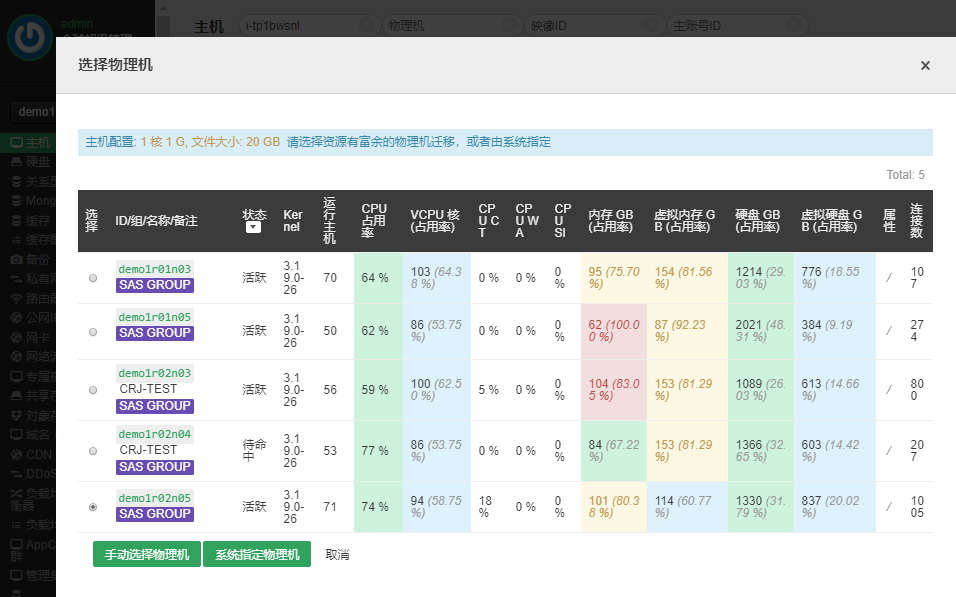 admin
主机 i-tp1bwsnl 物理机 映像ID 主账号ID
选择物理机 ×
demo1
主机配置: 1 核 1 G, 文件大小: 20 GB 请选择资源有富余的物理机迁移，或者由系统指定
Total: 5
选择 ID/组/名称/备注 状态 Kernel 运行主机 CPU占用率 VCPU 核(占用率) CPU CT CPU WA CPU SI 内存 GB(占用率) 虚拟内存 GB (占用率) 硬盘 GB(占用率) 虚拟硬盘 GB (占用率) 属性 连接数
demo1r01n03 SAS GROUP 活跃 3.19.0-26 70 64 % 103 (64.38 %) 0 % 0 % 0 % 95 (75.70 %) 154 (81.56 %) 1214 (29.03 %) 776 (18.55 %) / 107
demo1r01n05 SAS GROUP 活跃 3.19.0-26 50 62 % 86 (53.75 %) 0 % 0 % 0 % 62 (100.00 %) 87 (92.23 %) 2021 (48.31 %) 384 (9.19 %) / 274
demo1r02n03 CRJ-TEST SAS GROUP 活跃 3.19.0-26 56 59 % 100 (62.50 %) 5 % 0 % 0 % 104 (83.05 %) 153 (81.29 %) 1089 (26.03 %) 613 (14.66 %) / 800
demo1r02n04 CRJ-TEST SAS GROUP 待命中 3.19.0-26 53 77 % 86 (53.75 %) 0 % 0 % 0 % 84 (67.22 %) 153 (81.29 %) 1366 (32.65 %) 603 (14.42 %) / 207
demo1r02n05 SAS GROUP 活跃 3.19.0-26 71 74 % 94 (58.75 %) 18 % 0 % 0 % 101 (80.38 %) 114 (60.77 %) 1330 (31.79 %) 837 (20.02 %) / 1005
手动选择物理机 系统指定物理机 取消
主机
硬盘
关系型
Mong
缓存
缓存配
备份
私有网
路由器
公网I
网卡
专属
共享存
对象存
域名
CDN
DDoS
负载均衡器
负载均
AppC
群
管理桌